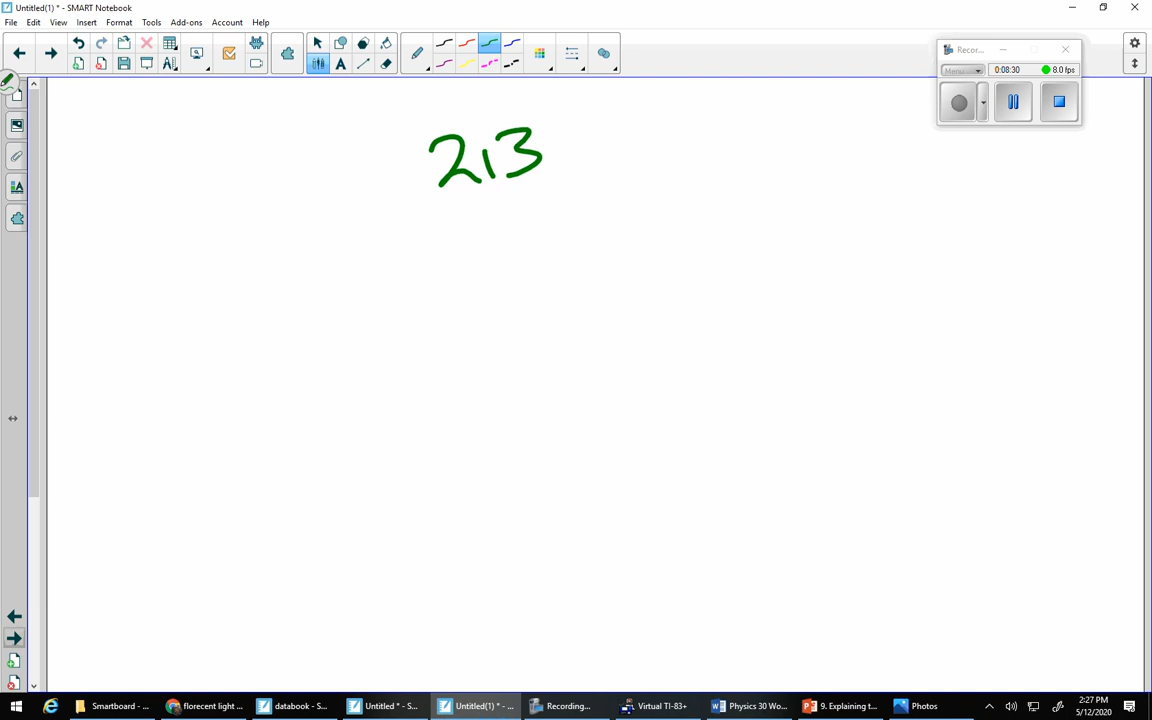 Untitled(1) * - SMART Notebook
File Edit View Insert Format Tools Add-ons Account Help
Recor...
Menu
0:08:30
8.0 fps
213
Smartboard - ...
florecent light ...
databook - S...
Untitled * - S...
Untitled(1) * - ...
Recording...
Virtual TI-83+
Physics 30 Wo...
9. Explaining t...
Photos
2:27 PM
5/12/2020